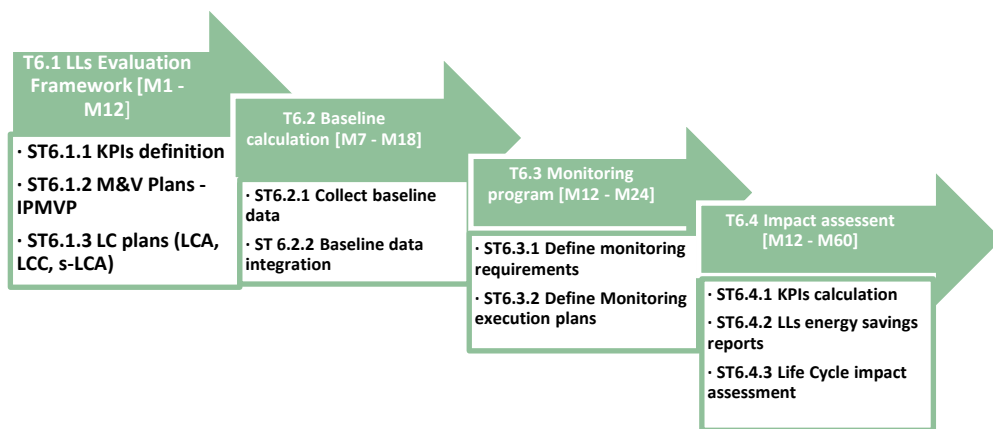 T6.1 LLs Evaluation
Framework [M1 -
M12]
· ST6.1.1 KPIs definition
· ST6.1.2 M&V Plans -
IPMVP
· ST6.1.3 LC plans (LCA,
LCC, s-LCA)
T6.2 Baseline
calculation [M7 - M18]
· ST6.2.1 Collect baseline
data
· ST 6.2.2 Baseline data
integration
T6.3 Monitoring
program [M12 - M24]
· ST6.3.1 Define monitoring
requirements
· ST6.3.2 Define Monitoring
execution plans
T6.4 Impact assessent
[M12 - M60]
· ST6.4.1 KPIs calculation
· ST6.4.2 LLs energy savings
reports
· ST6.4.3 Life Cycle impact
assessment